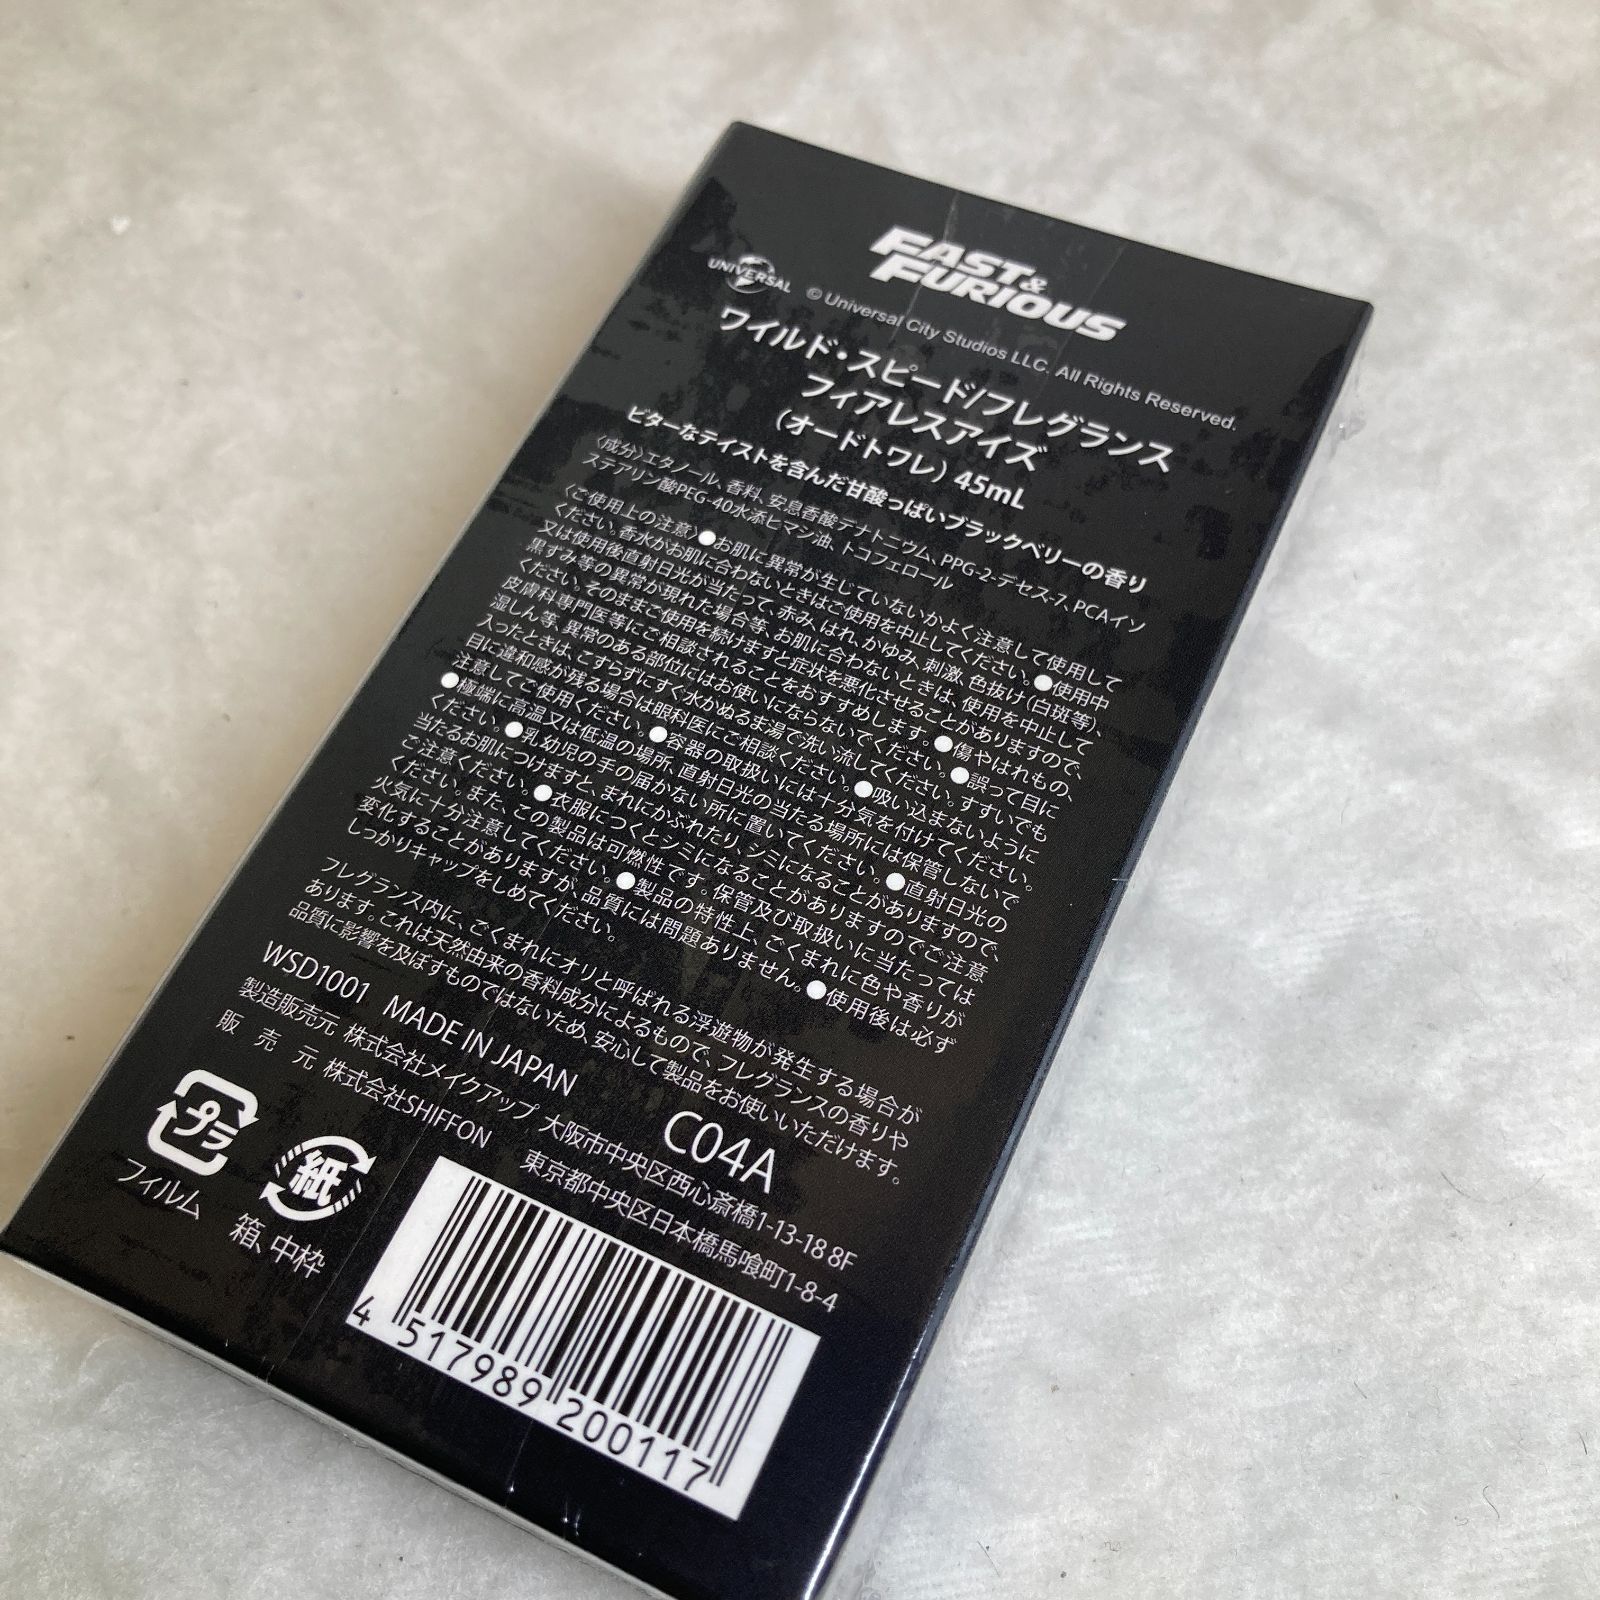 FAST &
FURIOUS
UNIVERSAL
© Universal City Studios LLC. All Rights Reserved.
ワイルド・スピード/フレグランス
フィアレスアイズ
(オードトワレ) 45mL
ビターなテイストを含んだ甘酸っぱいブラックベリーの香り
〈成分〉エタノール、香料、安息香酸デナトニウム、PPG-2-デセス-7、PCAイソ
ステアリン酸PEG-40水添ヒマシ油、トコフェロール
〈ご使用上の注意〉●お肌に異常が生じていないかよく注意して使用して
ください。香水がお肌に合わないときはご使用を中止してください。●使用中
又は使用後直射日光が当たって、赤み、はれ、かゆみ、刺激、色抜け(白斑等)、
黒ずみ等の異常が現れた場合等、お肌に合わないときは、使用を中止して
ください。そのままご使用を続けますと症状を悪化させることがありますので、
皮膚科専門医等にご相談されることをおすすめします。●傷やはれもの、
湿しん等、異常のある部位にはお使いにならないでください。●誤って目に
入ったときは、こすらずにすぐ水かぬるま湯で洗い流してください。すすいでも
目に違和感が残る場合は眼科医にご相談ください。●吸い込まないように
注意してご使用ください。●容器の取扱いには十分気を付けてください。
●極端に高温又は低温の場所、直射日光の当たる場所には保管しないで
ください。●乳幼児の手の届かない所に置いてください。●直射日光の
当たるお肌につけますと、まれにかぶれたり、シミになることがありますので、
ご注意ください。●衣服につくとシミになることがありますのでご注意
ください。また、この製品は可燃性です。保管及び取扱いに当たっては
火気に十分注意してください。●製品の特性上、ごくまれに色や香りが
変化することがありますが、品質には問題ありません。●使用後は必ず
しっかりキャップをしめてください。
フレグランス内に、ごくまれにオリと呼ばれる浮遊物が発生する場合が
あります。これは天然由来の香料成分によるもので、フレグランスの香りや
品質に影響を及ぼすものではないため、安心して製品をお使いいただけます。
WSD1001 MADE IN JAPAN C04A
製造販売元 株式会社メイクアップ 大阪市中央区西心斎橋1-13-18 8F
販売元 株式会社SHIFFON 東京都中央区日本橋馬喰町1-8-4
プラ
フィルム
紙
箱、中枠
4 517989 200117